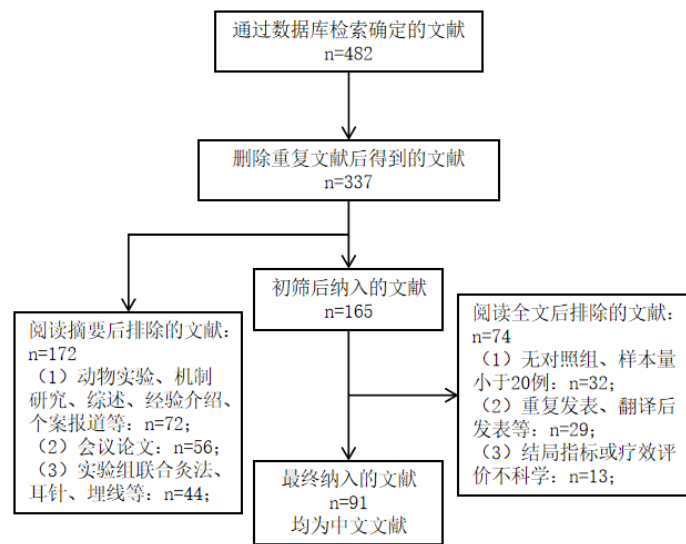 通过数据库检索确定的文献
n=482
删除重复文献后得到的文献
n=337
初筛后纳入的文献
n=165
阅读摘要后排除的文献：
n=172
（1）动物实验、机制
研究、综述、经验介绍、
个案报道等：n=72；
（2）会议论文：n=56；
（3）实验组联合灸法、
耳针、埋线等：n=44；
阅读全文后排除的文献：
n=74
（1）无对照组、样本量
小于20例：n=32；
（2）重复发表、翻译后
发表等：n=29；
（3）结局指标或疗效评
价不科学：n=13；
最终纳入的文献
n=91
均为中文文献